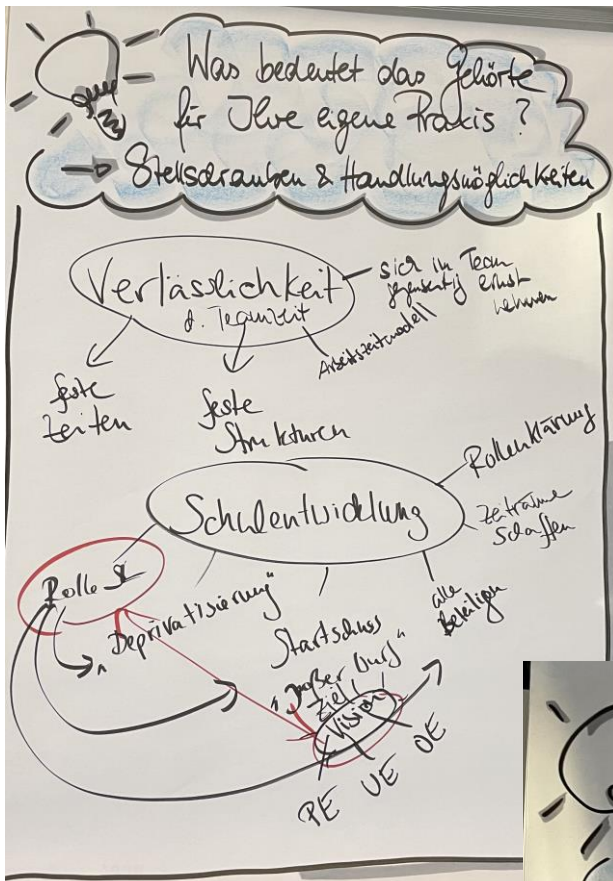 Was bedeutet das Gehörte
für Ihre eigene Praxis?
→ Stellschrauben & Handlungsmöglichkeiten
Verlässlichkeit
d. Teamzeit
sich im Team
gegenseitig ernst
nehmen
Arbeitszeitmodell
feste
Zeiten
feste
Strukturen
Schulentwicklung
Rollenklärung
Zeiträume
schaffen
alle
Beteiligen
Rolle SL
„Deprivatisierung"
Startschuss
„großer Wurf"
Ziel
Vision
PE UE OE